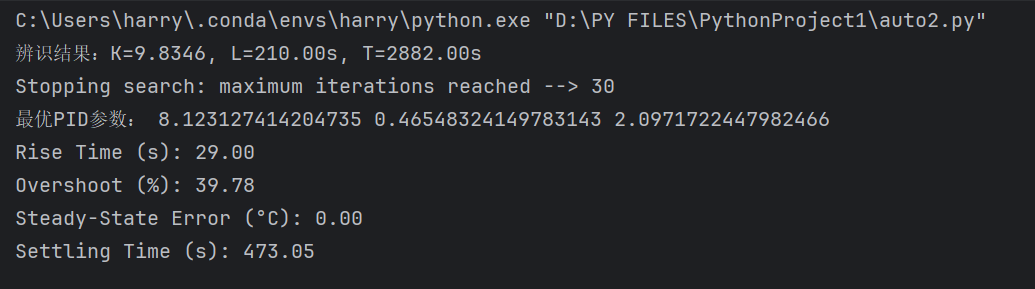 C:\Users\harry\.conda\envs\harry\python.exe "D:\PY FILES\PythonProject1\auto2.py"
辨识结果：K=9.8346, L=210.00s, T=2882.00s
Stopping search: maximum iterations reached --> 30
最优PID参数： 8.123127414204735 0.46548324149783143 2.0971722447982466
Rise Time (s): 29.00
Overshoot (%): 39.78
Steady-State Error (°C): 0.00
Settling Time (s): 473.05